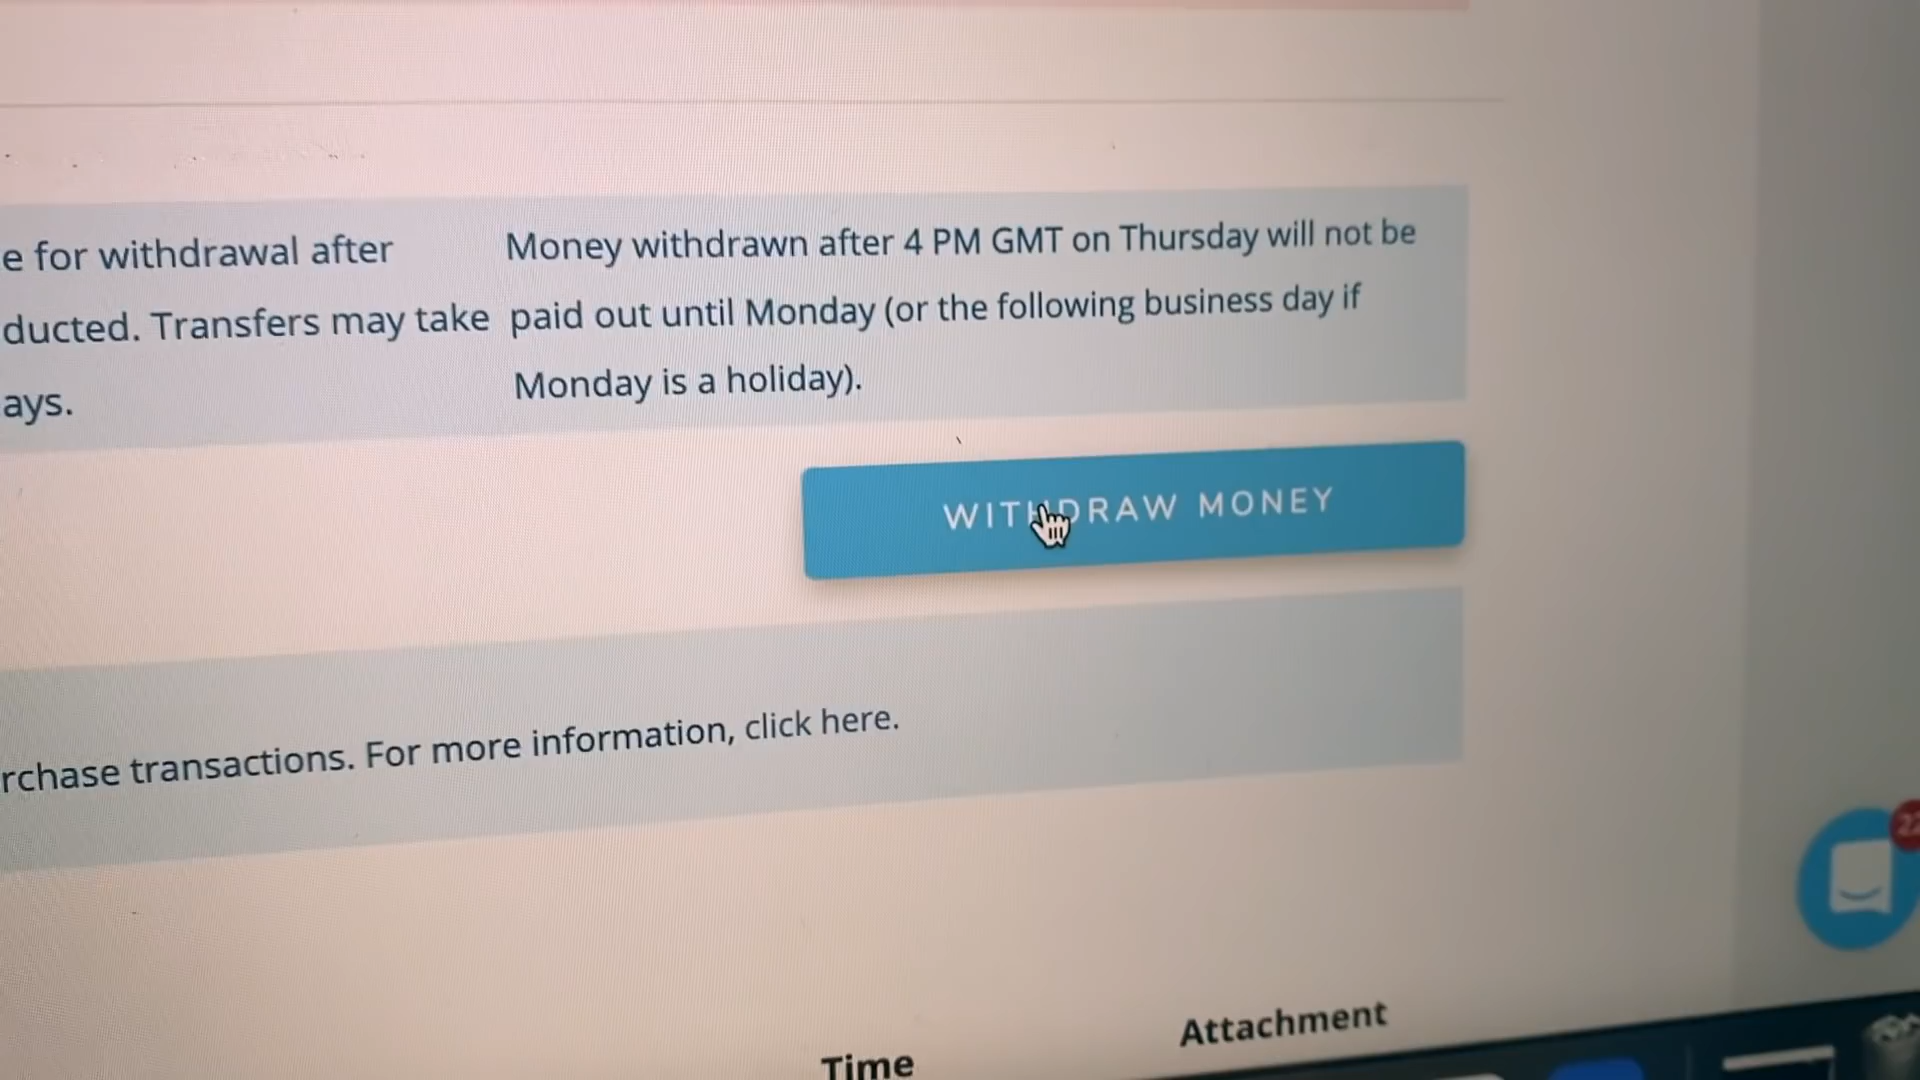 e for withdrawal after
ducted. Transfers may take
ays.
Money withdrawn after 4 PM GMT on Thursday will not be
paid out until Monday (or the following business day if
Monday is a holiday).
WITHDRAW MONEY
rchase transactions. For more information, click here.
22
Attachment
Time